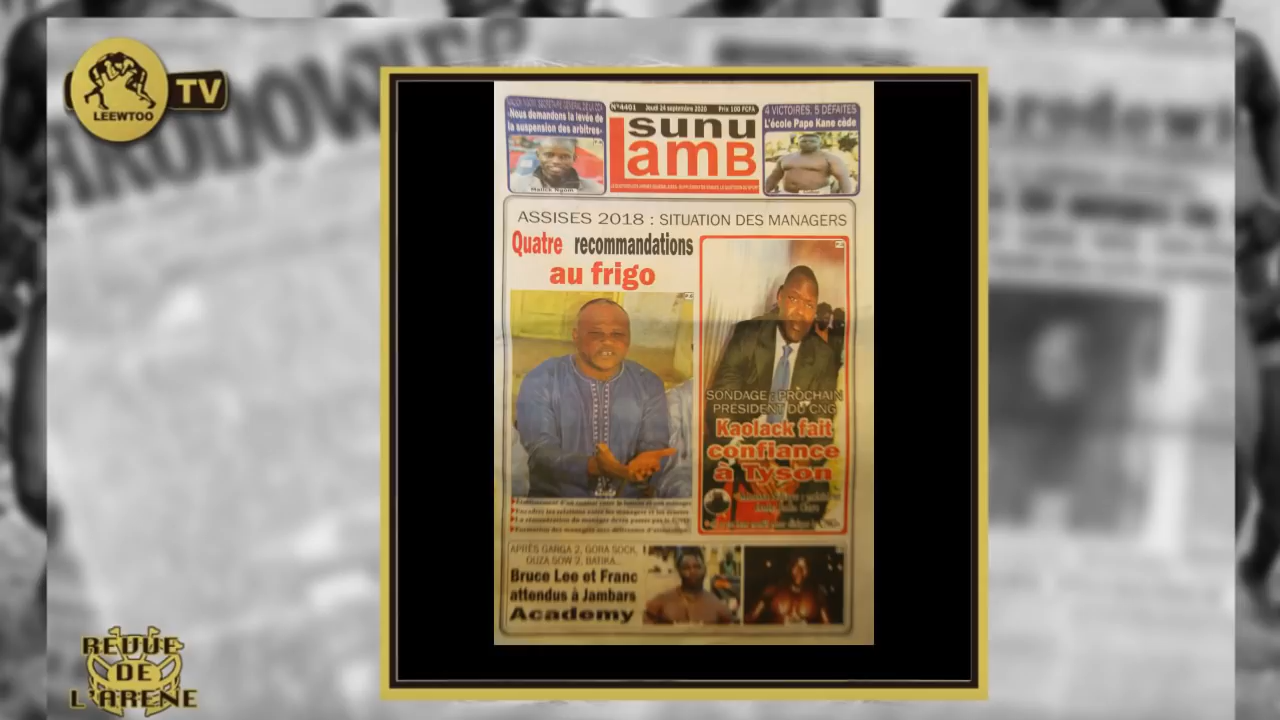 LEEWTOO
TV
N°4401 Jeudi 24 septembre 2020 Prix 100 FCFA
«Nous demandons la levée de
la suspension des arbitres»
Malick Ngom
sunu
lamb
4 VICTOIRES, 5 DÉFAITES
L'école Pape Kane cède
ASSISES 2018 : SITUATION DES MANAGERS
Quatre recommandations
au frigo
SONDAGE : PROCHAIN
PRÉSIDENT DU CNG
Kaolack fait
confiance
à Tyson
APRÈS GARGA 2, GORA SOCK,
OUZA SOW 2, BATIKA...
Bruce Lee et Franc
attendus à Jambars
Academy
REVUE
DE
L'ARENE